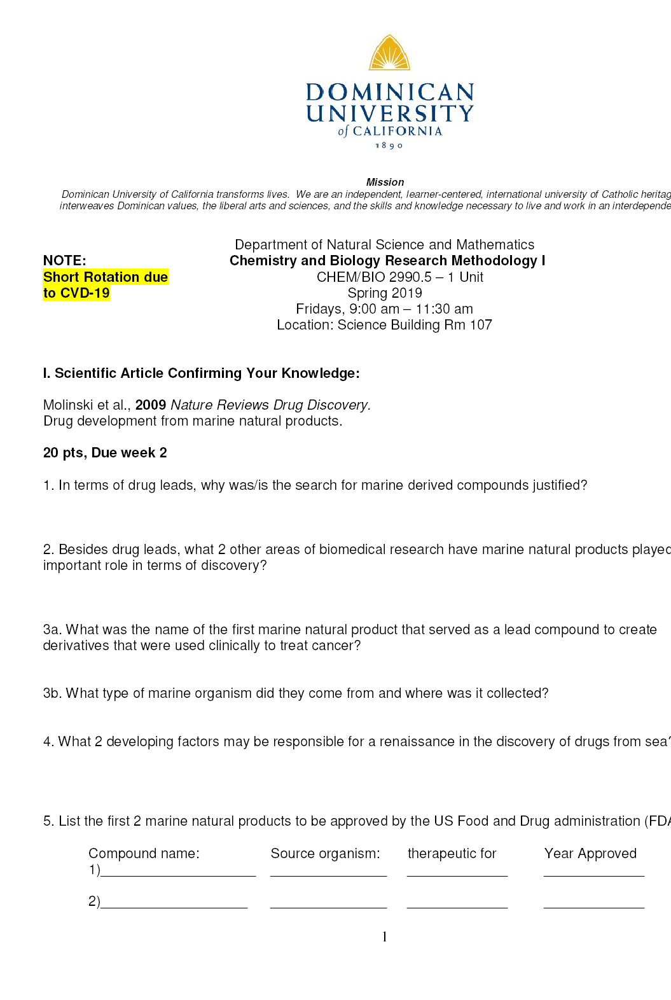 DOMINICAN
UNIVERSITY
of CALIFORNIA
1890
Mission
Dominican University of California transforms lives.  We are an independent, learner-centered, international university of Catholic heritag
interweaves Dominican values, the liberal arts and sciences, and the skills and knowledge necessary to live and work in an interdepende
Department of Natural Science and Mathematics
NOTE: Chemistry and Biology Research Methodology I
Short Rotation due CHEM/BIO 2990.5 – 1 Unit
to CVD-19 Spring 2019
Fridays, 9:00 am – 11:30 am
Location: Science Building Rm 107
I. Scientific Article Confirming Your Knowledge:
Molinski et al., 2009 Nature Reviews Drug Discovery.
Drug development from marine natural products.
20 pts, Due week 2
1. In terms of drug leads, why was/is the search for marine derived compounds justified?
2. Besides drug leads, what 2 other areas of biomedical research have marine natural products played
important role in terms of discovery?
3a. What was the name of the first marine natural product that served as a lead compound to create
derivatives that were used clinically to treat cancer?
3b. What type of marine organism did they come from and where was it collected?
4. What 2 developing factors may be responsible for a renaissance in the discovery of drugs from sea?
5. List the first 2 marine natural products to be approved by the US Food and Drug administration (FDA
Compound name: Source organism: therapeutic for Year Approved
1)____________________ _______________ _____________ _____________
2)___________________ _______________ _____________ _____________
1